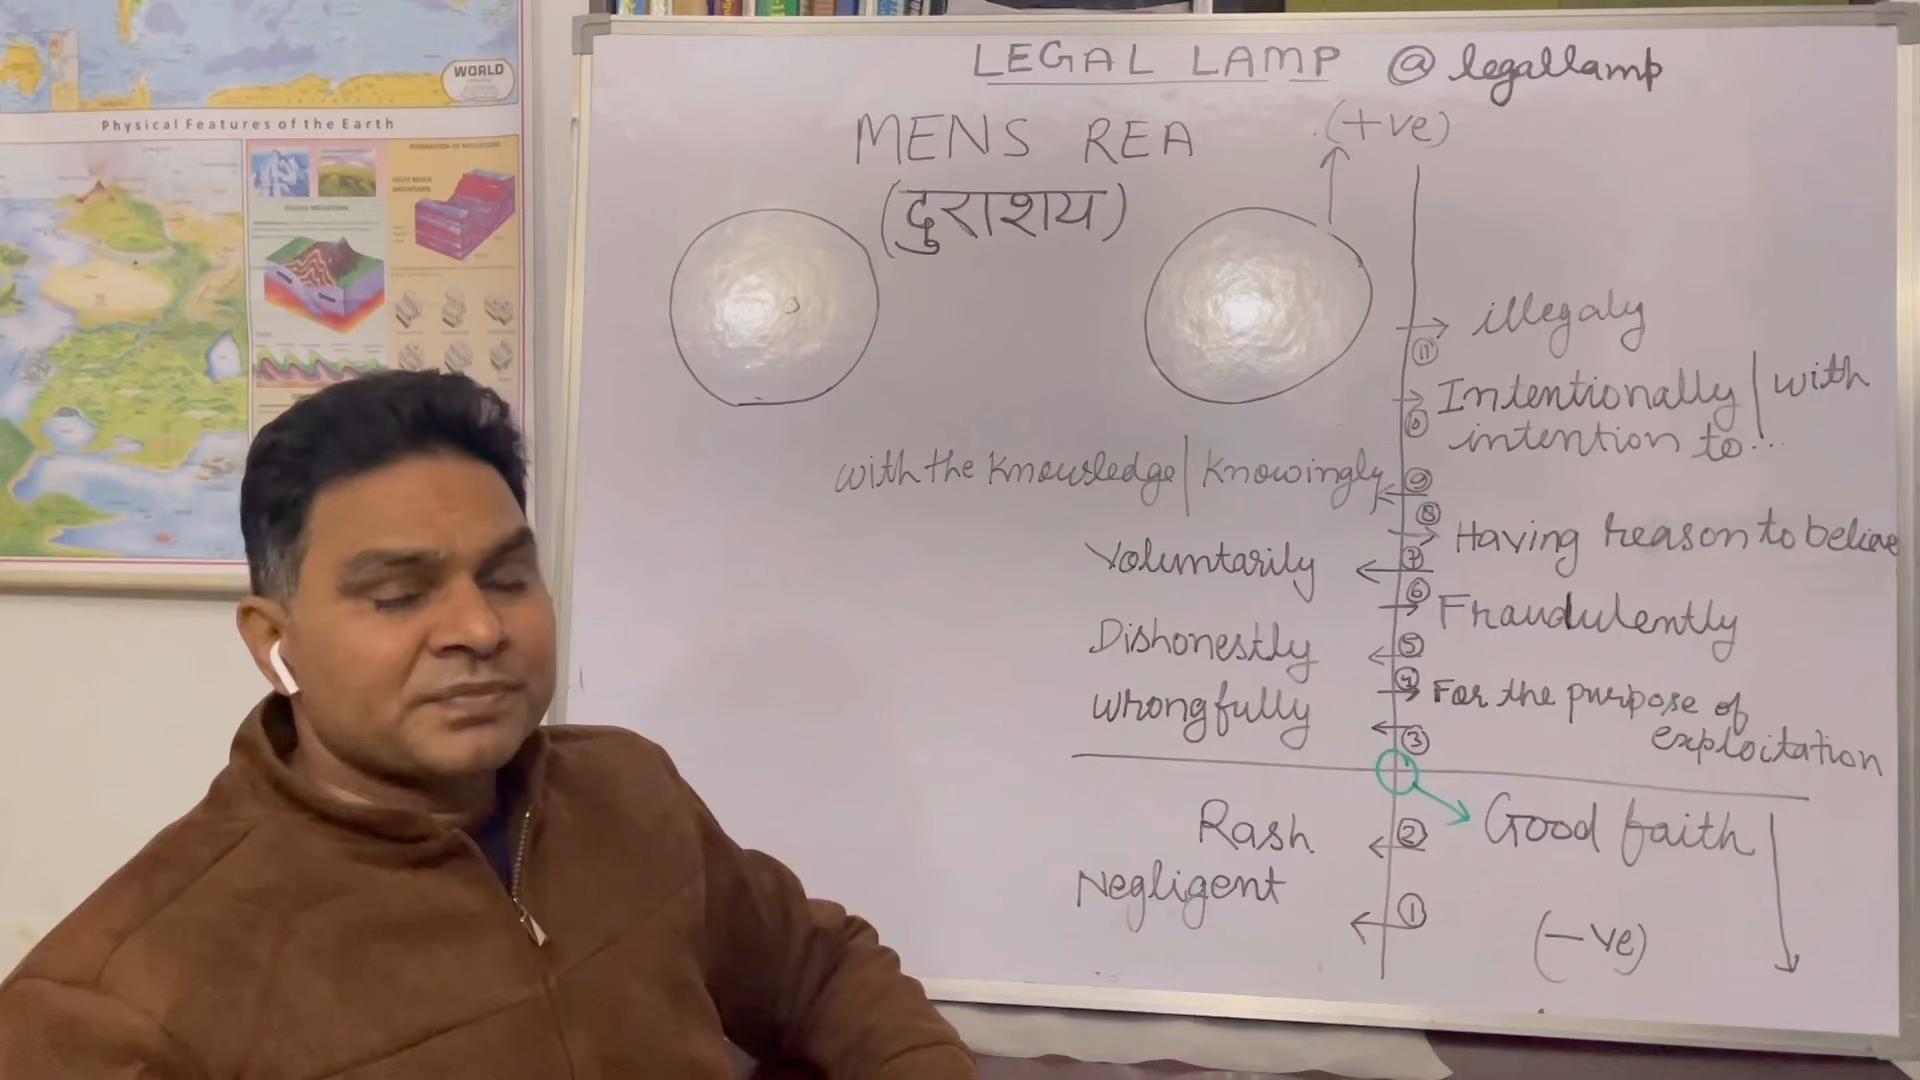 WORLD
Physical Features of the Earth
LEGAL LAMP @legallamp
MENS REA
(+ve)
(दुराशय)
illegaly
11
Intentionally / with
intention to...
10
with the knowledge / knowingly
9
8
Having reason to believe
Voluntarily
7
6
Fraudulently
Dishonestly
5
4
For the purpose of
exploitation
wrongfully
3
Rash
2
Good faith
Negligent
1
(-ve)